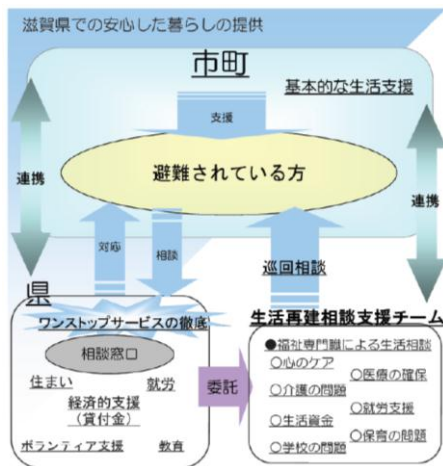 滋賀県での安心した暮らしの提供
市町
基本的な生活支援
支援
避難されている方
連携
連携
対応
相談
巡回相談
県
ワンストップサービスの徹底
相談窓口
住まい
就労
経済的支援
(貸付金)
ボランティア支援
教育
委託
生活再建相談支援チーム
●福祉専門職による生活相談
○心のケア
○医療の確保
○介護の問題
○就労支援
○生活資金
○保育の問題
○学校の問題